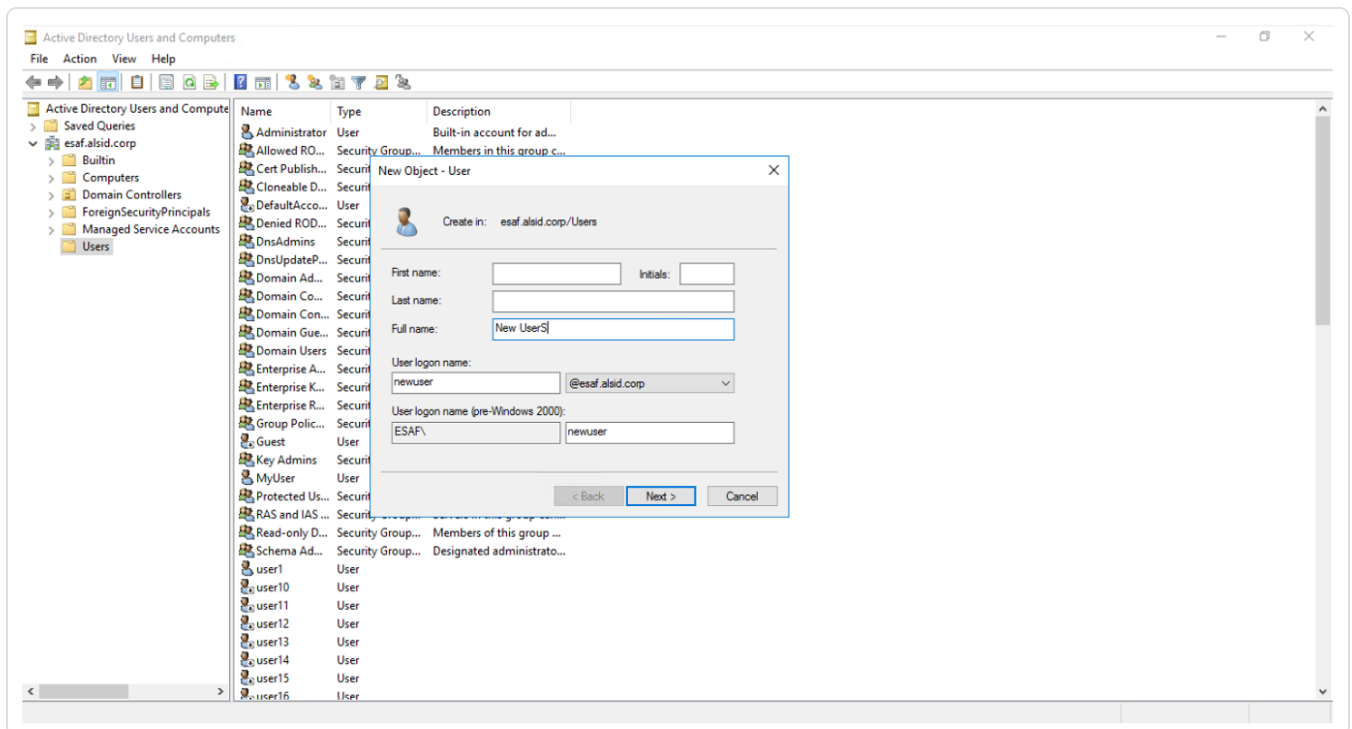 Active Directory Users and Computers
File Action View Help
Active Directory Users and Compute
Saved Queries
esaf.alsid.corp
Builtin
Computers
Domain Controllers
ForeignSecurityPrincipals
Managed Service Accounts
Users
Name Type Description
Administrator User Built-in account for ad...
Allowed RO... Security Group... Members in this group c...
Cert Publish... Securit
Cloneable D... Securit
DefaultAcco... User
Denied ROD... Securit
DnsAdmins Securit
DnsUpdateP... Securit
Domain Ad... Securit
Domain Co... Securit
Domain Con... Securit
Domain Gue... Securit
Domain Users Securit
Enterprise A... Securit
Enterprise K... Securit
Enterprise R... Securit
Group Polic... Securit
Guest User
Key Admins Securit
MyUser User
Protected Us... Securit
RAS and IAS ... Security Group...
Read-only D... Security Group... Members of this group ...
Schema Ad... Security Group... Designated administrato...
user1 User
user10 User
user11 User
user12 User
user13 User
user14 User
user15 User
user16 User
New Object - User
Create in: esaf.alsid.corp/Users
First name: Initials:
Last name:
Full name: New UserS
User logon name:
newuser @esaf.alsid.corp
User logon name (pre-Windows 2000):
ESAF\ newuser
< Back Next > Cancel